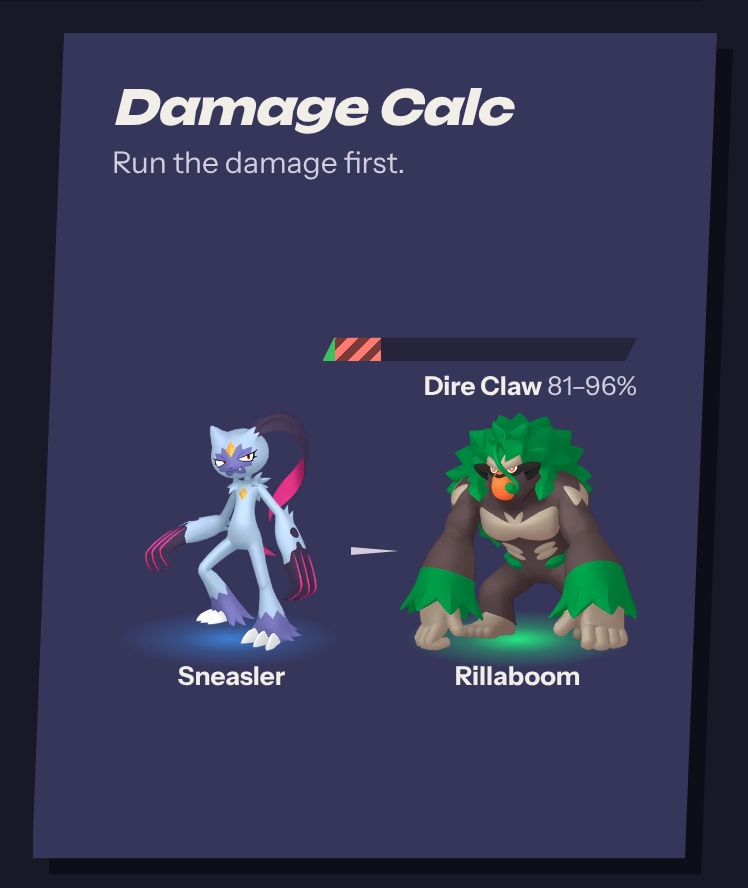 Damage Calc
Run the damage first.
Dire Claw 81–96%
Sneasler
Rillaboom